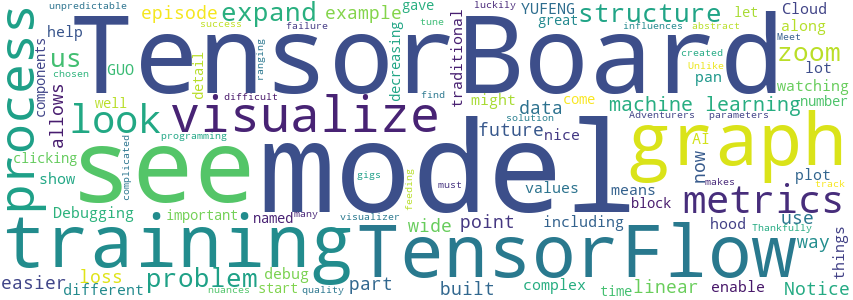 unpredictable
episode
expand
example
gave
luckily
YUFENG
structure
Cloud
tune
great
influences
abstract
let
along
success
failure
created
Meet
help
TensorBoard
process
components
us
chosen
GUO
detail
ranging
decreasing
traditional
Unlike
zoom
find
come
pan
lot
watching
allows
well
difficult
might
data
machine learning
number
look
visualize
solution
Adventurers
parameters
programming
future
nice
AI
see
model
graph
clicking
complicated
gigs
values
means
now
plot
show
must
makes
track
feeding
block
metrics
Debugging
important
named
many
visualizer
wide
point
including
hood
Thankfully
use
training
TensorFlow
way
things
debug
easier
loss
problem
part
built
complex
linear
enable
Notice
different
nuances
start
quality
time